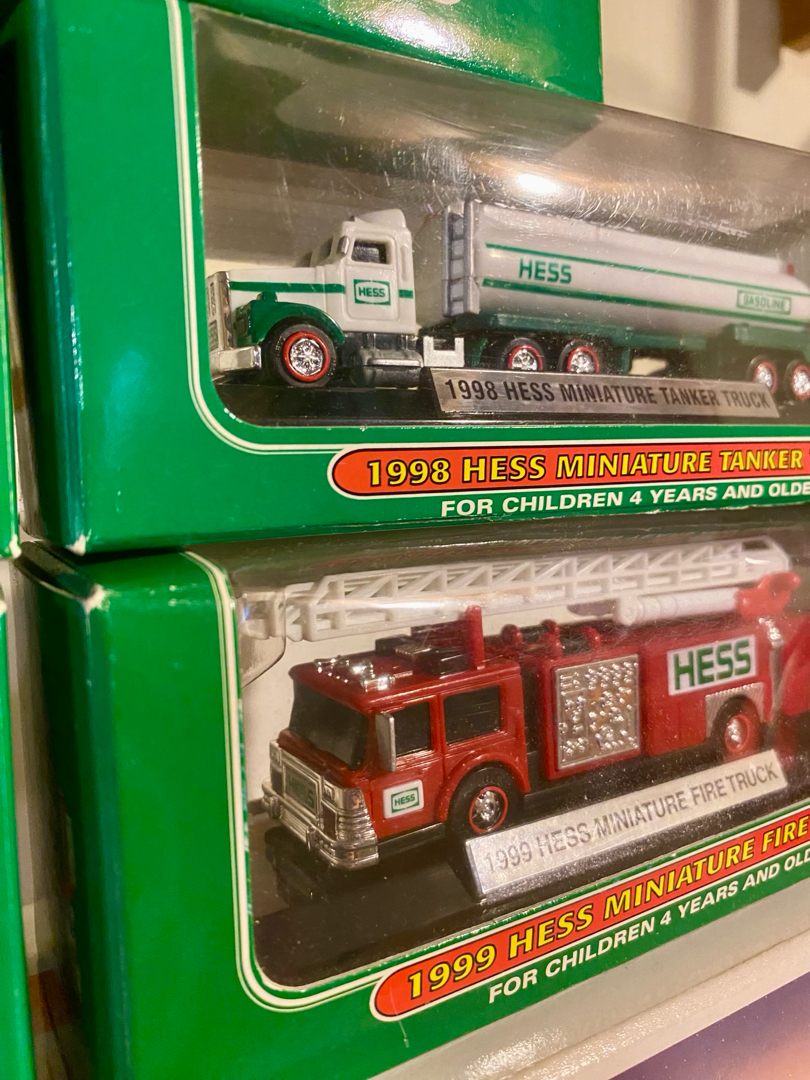 HESS
HESS
GASOLINE
1998 HESS MINIATURE TANKER TRUCK
1998 HESS MINIATURE TANKER
FOR CHILDREN 4 YEARS AND OLDE
HESS
HESS
1999 HESS MINIATURE FIRE TRUCK
1999 HESS MINIATURE FIRE
FOR CHILDREN 4 YEARS AND OLD